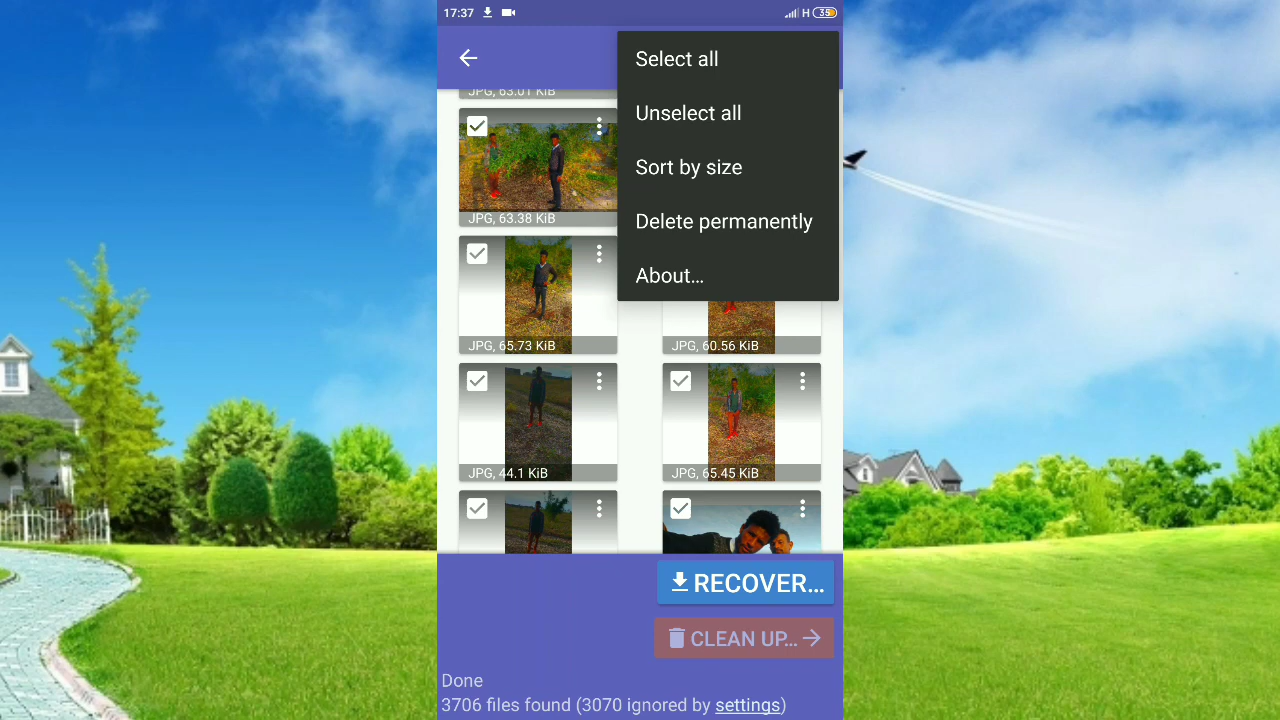 17:37
H 35
Select all
Unselect all
Sort by size
Delete permanently
About...
JPG, 63.01 KiB
JPG, 63.38 KiB
JPG, 65.73 KiB
JPG, 60.56 KiB
JPG, 44.1 KiB
JPG, 65.45 KiB
RECOVER...
CLEAN UP...
Done
3706 files found (3070 ignored by settings)